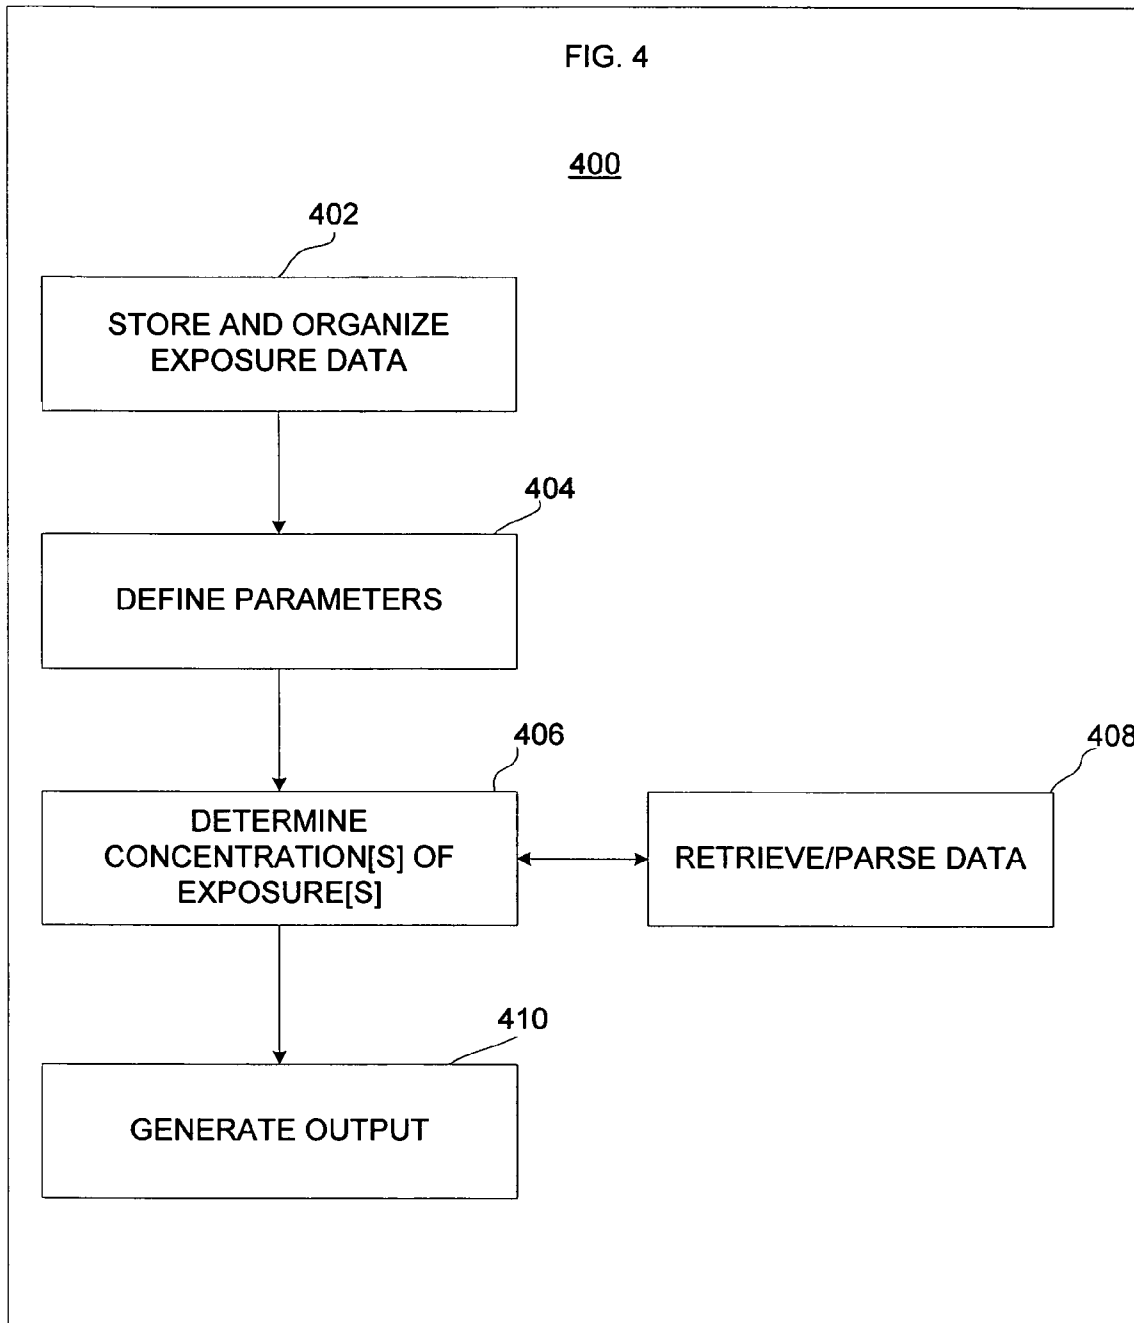 FIG. 4
400
402
STORE AND ORGANIZE
EXPOSURE DATA
404
DEFINE PARAMETERS
406
DETERMINE
CONCENTRATION[S] OF
EXPOSURE[S]
408
RETRIEVE/PARSE DATA
410
GENERATE OUTPUT